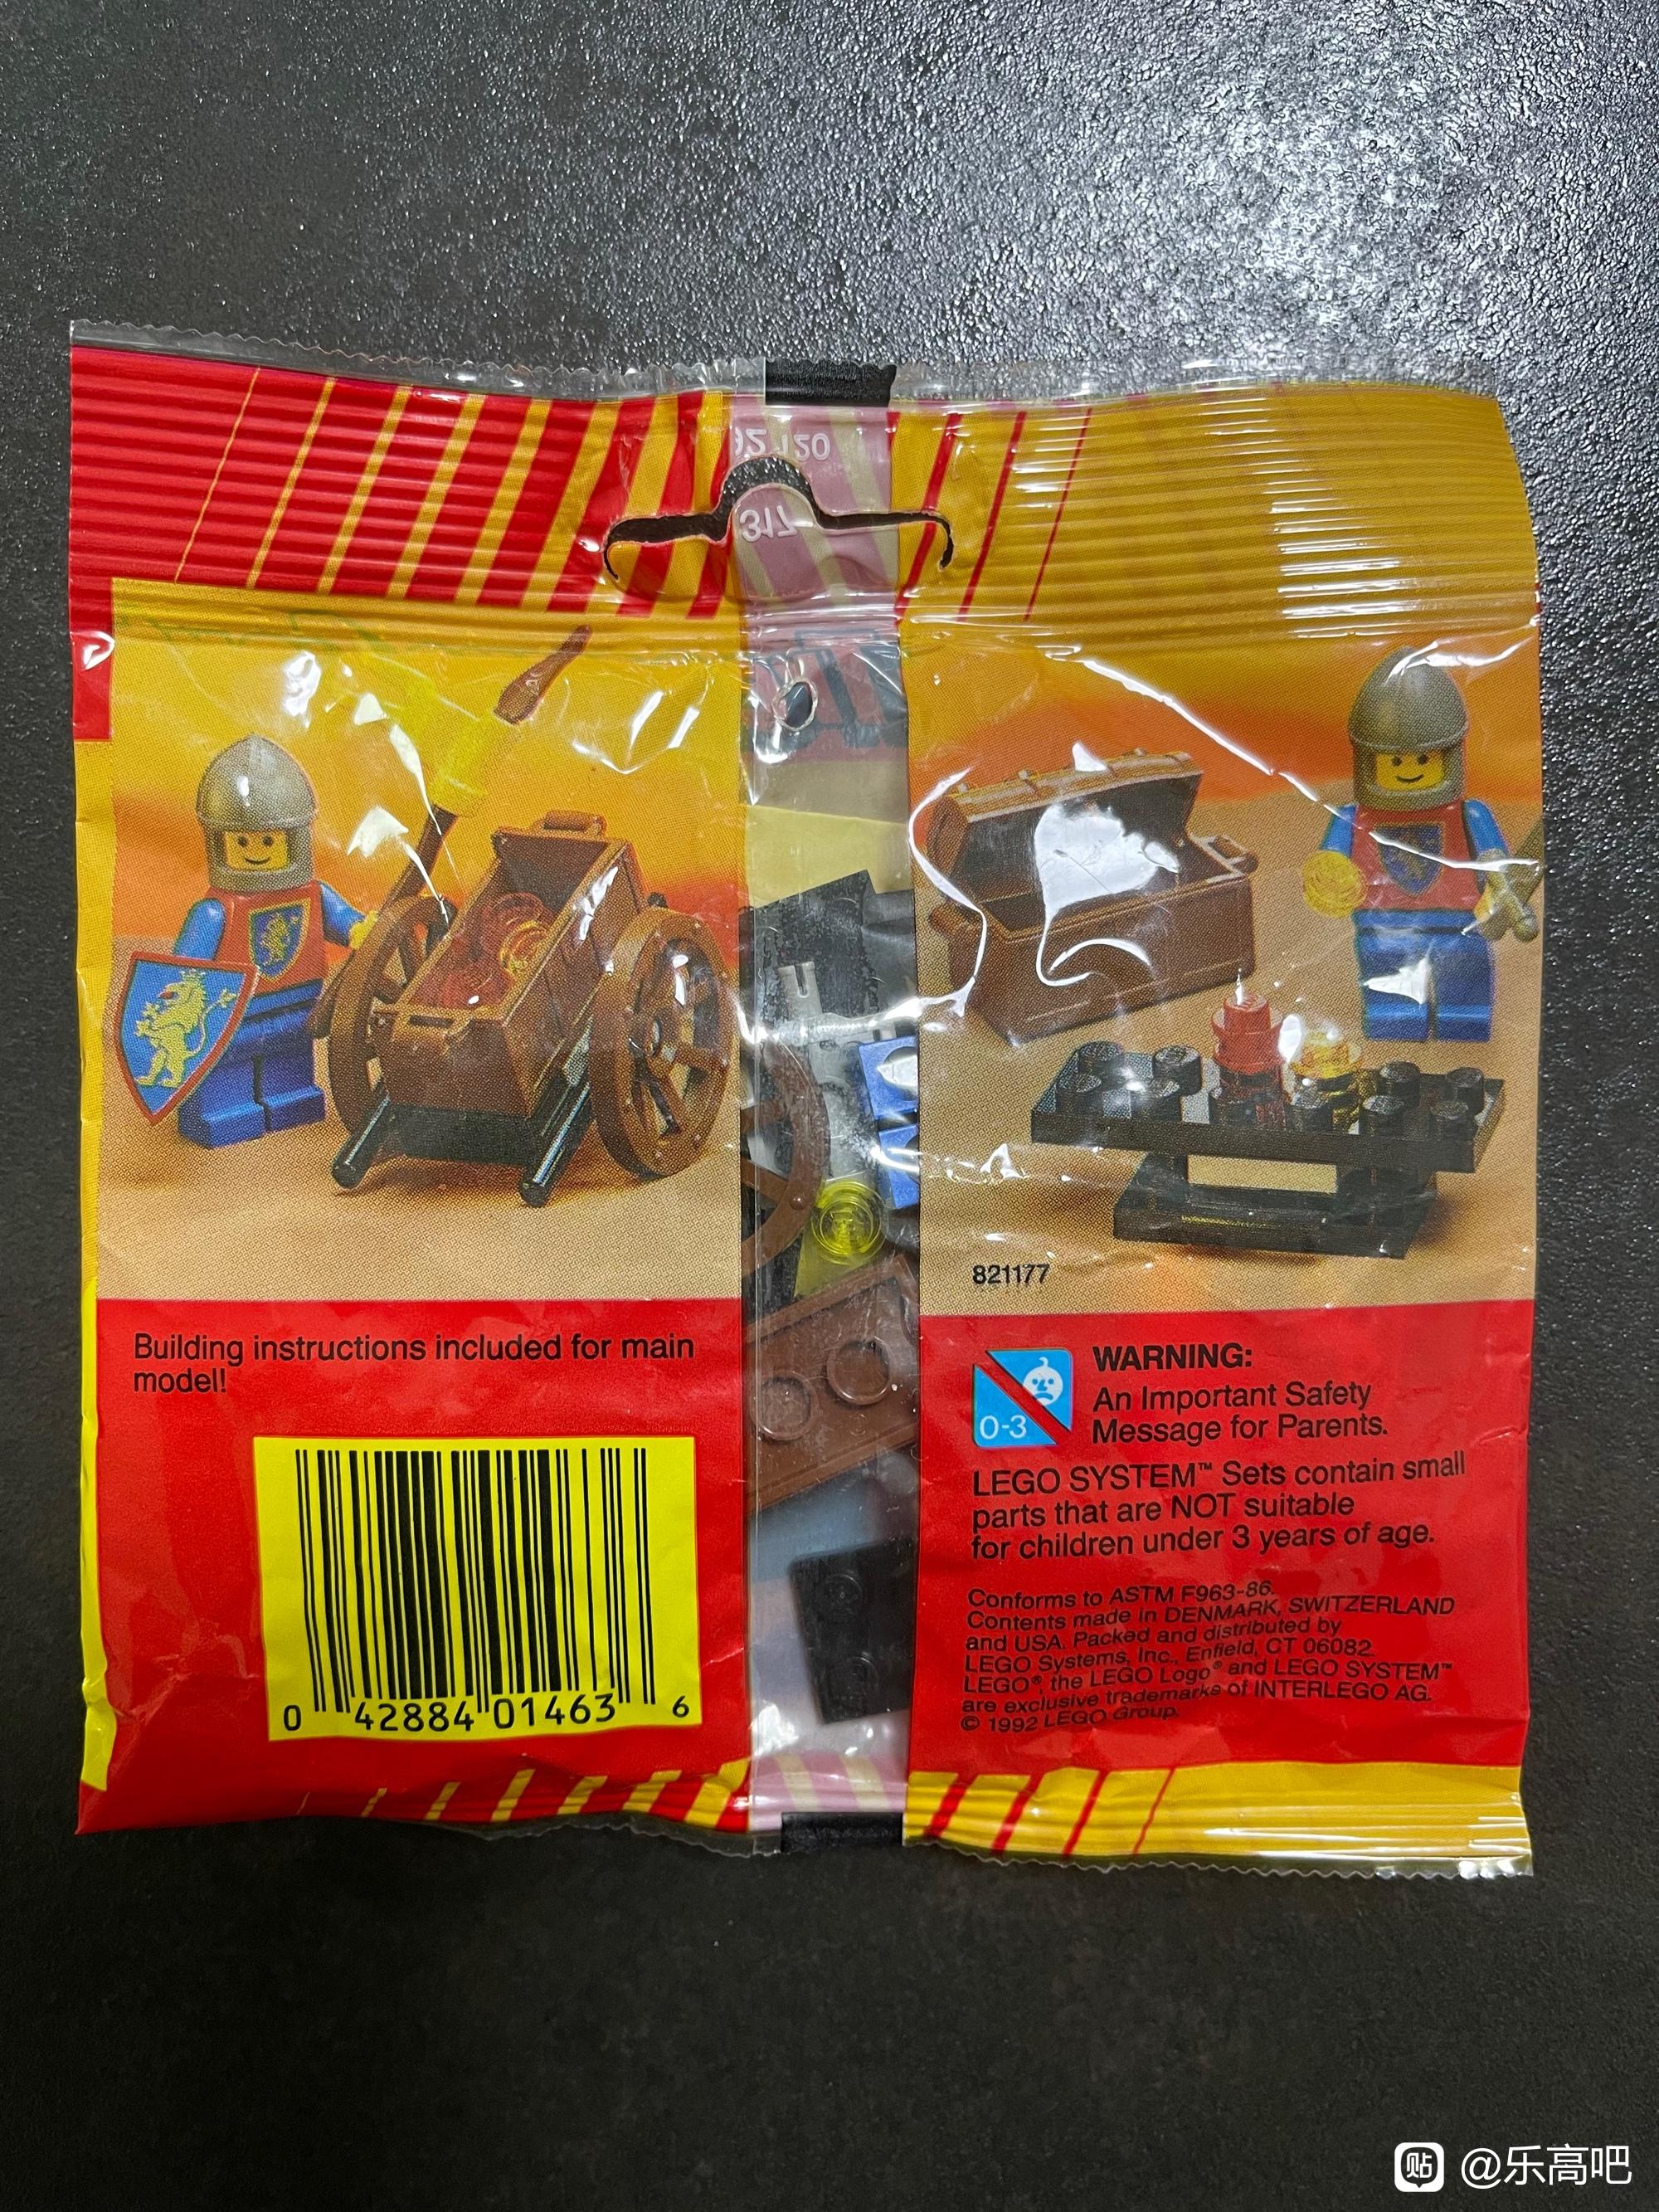 92 120
317
821177
Building instructions included for main
model!
0 42884 01463 6
0-3
WARNING:
An Important Safety
Message for Parents.
LEGO SYSTEM™ Sets contain small
parts that are NOT suitable
for children under 3 years of age.
Conforms to ASTM F963-86.
Contents made in DENMARK, SWITZERLAND
and USA. Packed and distributed by
LEGO Systems, Inc., Enfield, CT 06082.
LEGO®, the LEGO Logo® and LEGO SYSTEM™
are exclusive trademarks of INTERLEGO AG.
© 1992 LEGO Group.
贴 @乐高吧